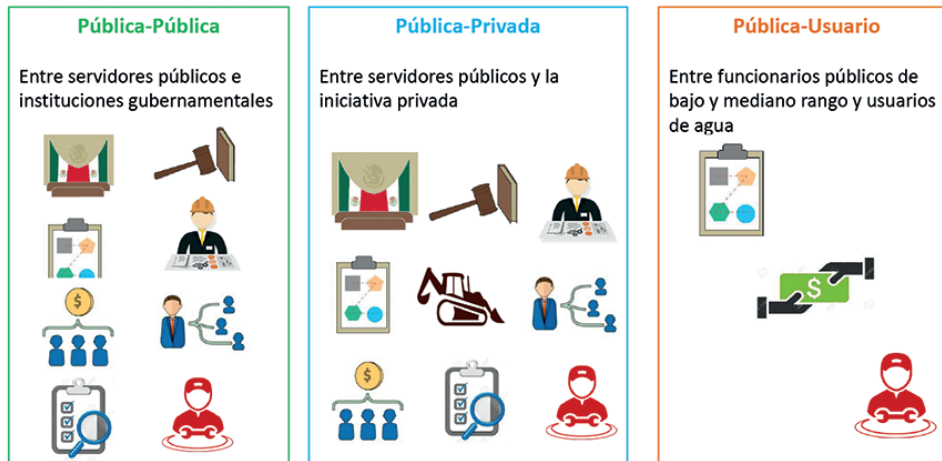 Pública-Pública
Entre servidores públicos e
instituciones gubernamentales
$
Pública-Privada
Entre servidores públicos y la
iniciativa privada
$
Pública-Usuario
Entre funcionarios públicos de
bajo y mediano rango y usuarios
de agua
$